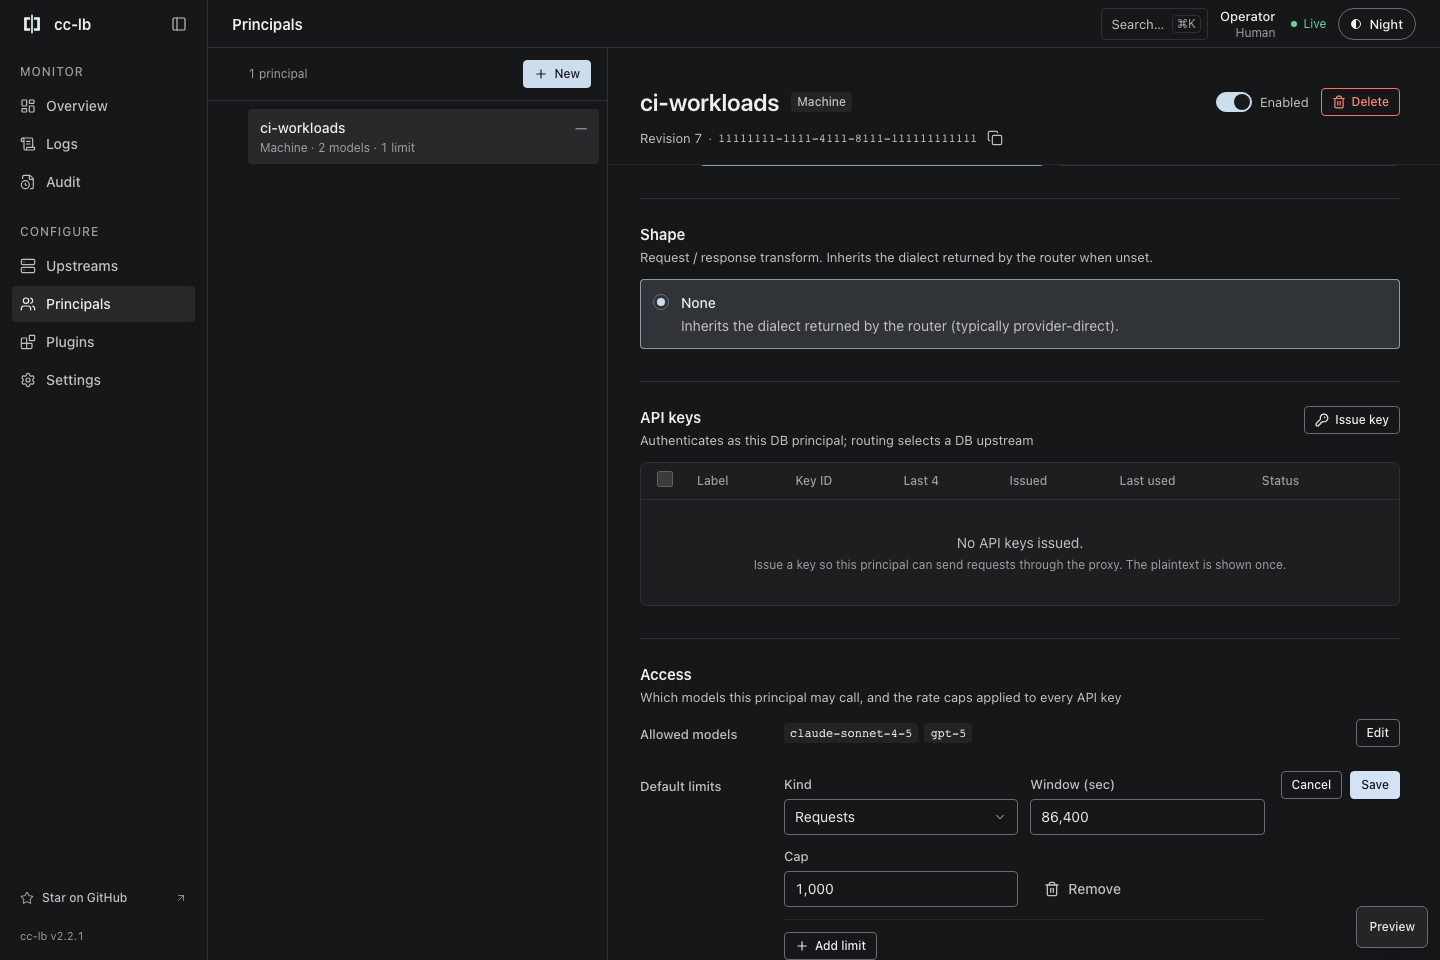 cc-lb
MONITOR
Overview
Logs
Audit
CONFIGURE
Upstreams
Principals
Plugins
Settings
Star on GitHub
cc-lb v2.2.1
Principals
Search... ⌘K
Operator
Human
Live
Night
1 principal
New
ci-workloads
Machine · 2 models · 1 limit
ci-workloads Machine
Enabled
Delete
Revision 7 · 11111111-1111-4111-8111-111111111111
Shape
Request / response transform. Inherits the dialect returned by the router when unset.
None
Inherits the dialect returned by the router (typically provider-direct).
API keys
Authenticates as this DB principal; routing selects a DB upstream
Issue key
Label Key ID Last 4 Issued Last used Status
No API keys issued.
Issue a key so this principal can send requests through the proxy. The plaintext is shown once.
Access
Which models this principal may call, and the rate caps applied to every API key
Allowed models claude-sonnet-4-5 gpt-5 Edit
Default limits Kind Window (sec) Cancel Save
Requests 86,400
Cap
1,000 Remove
Add limit
Preview